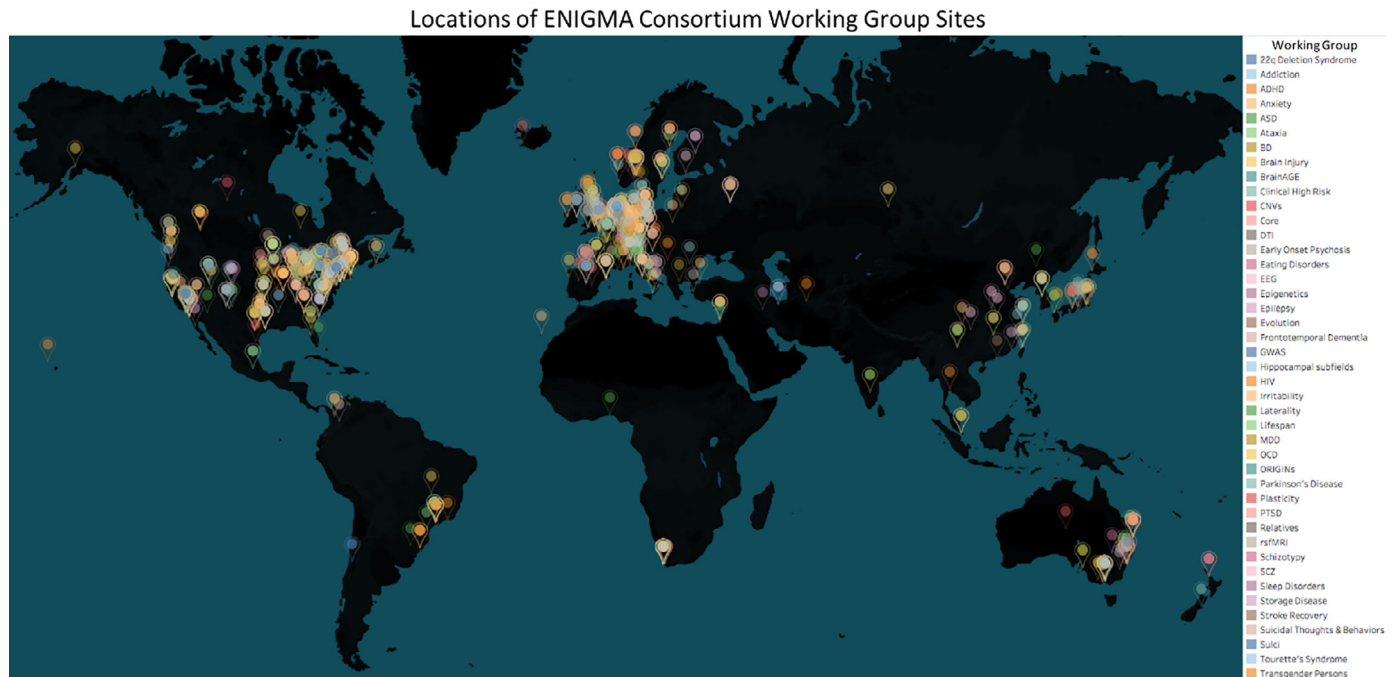 Locations of ENIGMA Consortium Working Group Sites
Working Group
22q Deletion Syndrome
Addiction
ADHD
Anxiety
ASD
Ataxia
BD
Brain Injury
BrainAGE
Clinical High Risk
CNVs
Core
DTI
Early Onset Psychosis
Eating Disorders
EEG
Epigenetics
Epilepsy
Evolution
Frontotemporal Dementia
GWAS
Hippocampal subfields
HIV
Irritability
Laterality
Lifespan
MDD
OCD
ORIGINs
Parkinson's Disease
Plasticity
PTSD
Relatives
rsfMRI
Schizotypy
SCZ
Sleep Disorders
Storage Disease
Stroke Recovery
Suicidal Thoughts & Behaviors
Sulci
Tourette's Syndrome
Transgender Persons